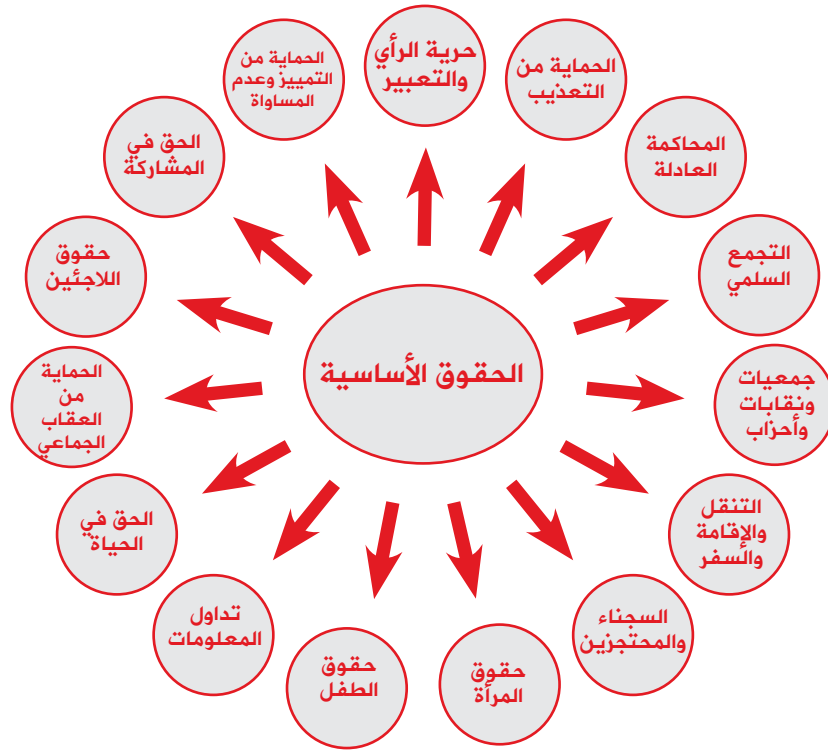 الحقوق الأساسية
حرية الرأي
والتعبير
الحماية من
التعذيب
المحاكمة
العادلة
التجمع
السلمي
جمعيات
ونقابات
وأحزاب
التنقل
والإقامة
والسفر
السجناء
والمحتجزين
حقوق
المرأة
حقوق
الطفل
تداول
المعلومات
الحق في
الحياة
الحماية
من
العقاب
الجماعي
حقوق
اللاجئين
الحق في
المشاركة
الحماية من
التمييز وعدم
المساواة